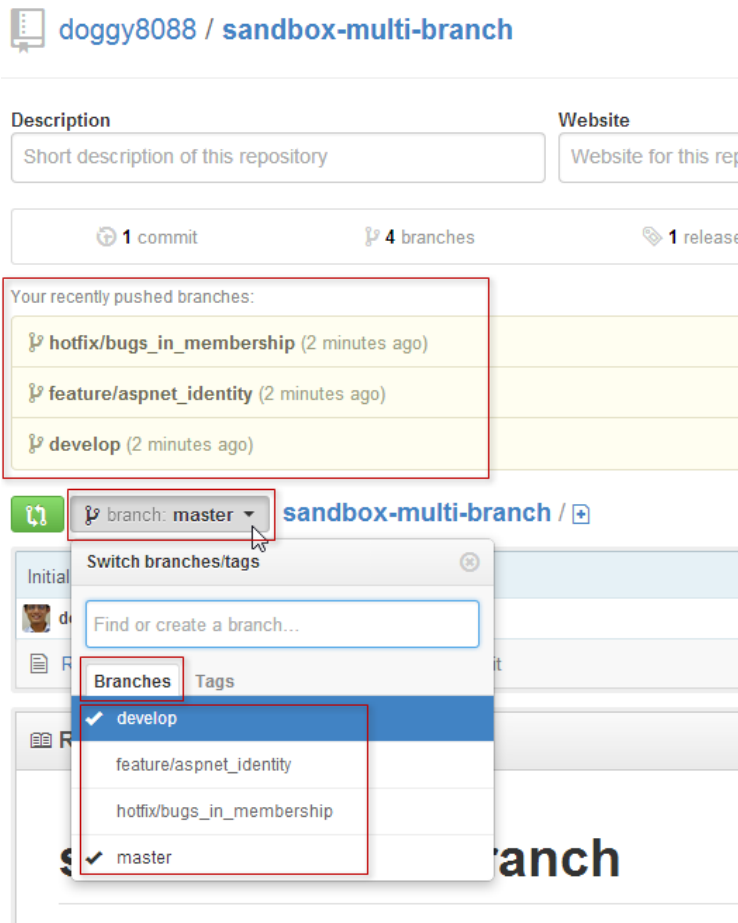 doggy8088 / sandbox-multi-branch
Description
Website
Short description of this repository
Website for this rep
1 commit
4 branches
1 release
Your recently pushed branches:
hotfix/bugs_in_membership (2 minutes ago)
feature/aspnet_identity (2 minutes ago)
develop (2 minutes ago)
branch: master
sandbox-multi-branch /
Switch branches/tags
Initial
Find or create a branch...
de
R
it
Branches
Tags
develop
R
feature/aspnet_identity
hotfix/bugs_in_membership
master
s
ranch